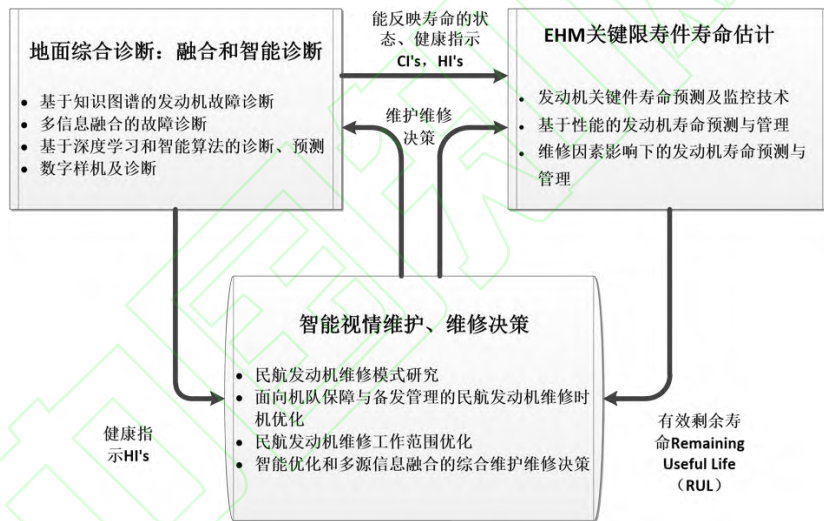 地面综合诊断：融合和智能诊断
• 基于知识图谱的发动机故障诊断
• 多信息融合的故障诊断
• 基于深度学习和智能算法的诊断、预测
• 数字样机及诊断
能反映寿命的状
态、健康指示
CI's，HI's
维护维修
决策
EHM关键限寿件寿命估计
• 发动机关键件寿命预测及监控技术
• 基于性能的发动机寿命预测与管理
• 维修因素影响下的发动机寿命预测与
管理
智能视情维护、维修决策
• 民航发动机维修模式研究
• 面向机队保障与备发管理的民航发动机维修时
机优化
• 民航发动机维修工作范围优化
• 智能优化和多源信息融合的综合维护维修决策
健康指
示HI's
有效剩余寿
命Remaining
Useful Life
（RUL）